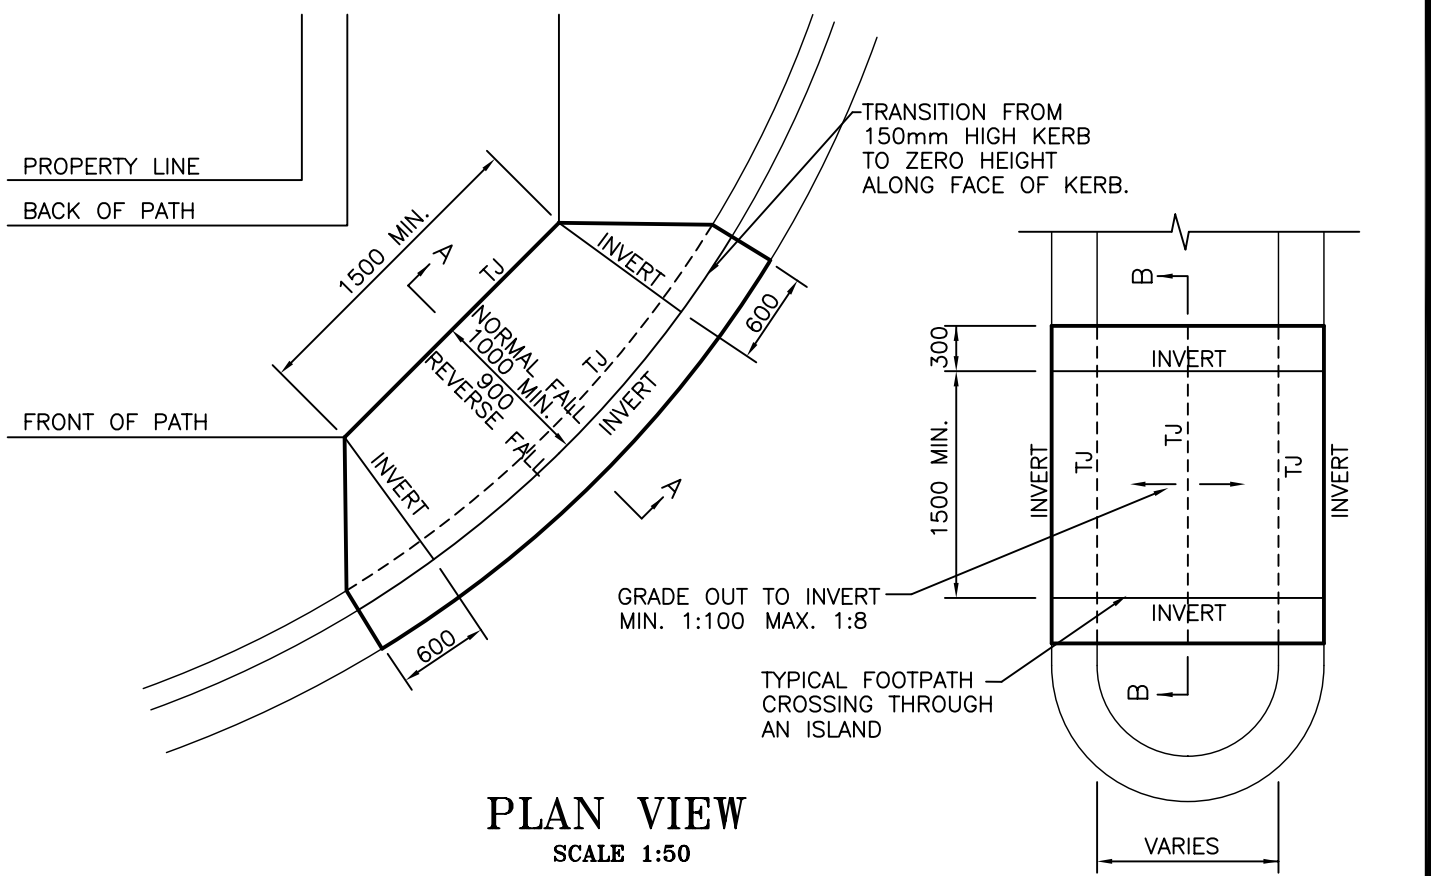 TRANSITION FROM
150mm HIGH KERB
TO ZERO HEIGHT
ALONG FACE OF KERB.
PROPERTY LINE
BACK OF PATH
FRONT OF PATH
1500 MIN.
A
TJ
INVERT
600
NORMAL FALL
1000 MIN.
900
REVERSE FALL
TJ
INVERT
INVERT
A
600
B
300
INVERT
1500 MIN.
INVERT
TJ
TJ
TJ
INVERT
INVERT
B
GRADE OUT TO INVERT
MIN. 1:100 MAX. 1:8
TYPICAL FOOTPATH
CROSSING THROUGH
AN ISLAND
VARIES
PLAN VIEW
SCALE 1:50